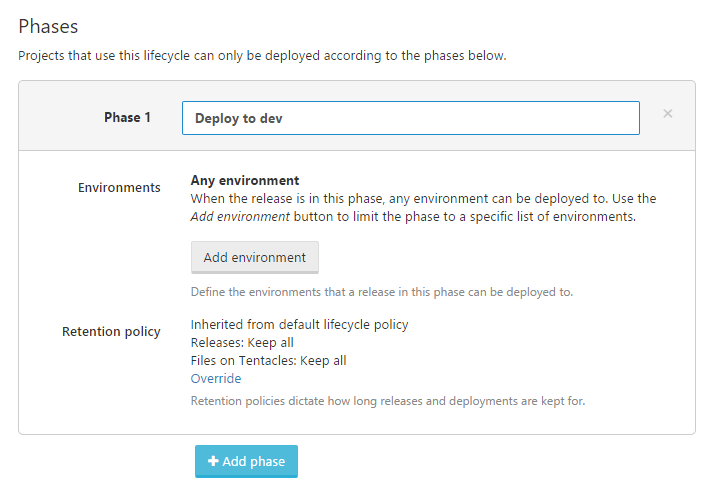 Phases
Projects that use this lifecycle can only be deployed according to the phases below.
Phase 1
Deploy to dev
×
Environments
Any environment
When the release is in this phase, any environment can be deployed to. Use the
Add environment button to limit the phase to a specific list of environments.
Add environment
Define the environments that a release in this phase can be deployed to.
Retention policy
Inherited from default lifecycle policy
Releases: Keep all
Files on Tentacles: Keep all
Override
Retention policies dictate how long releases and deployments are kept for.
+ Add phase